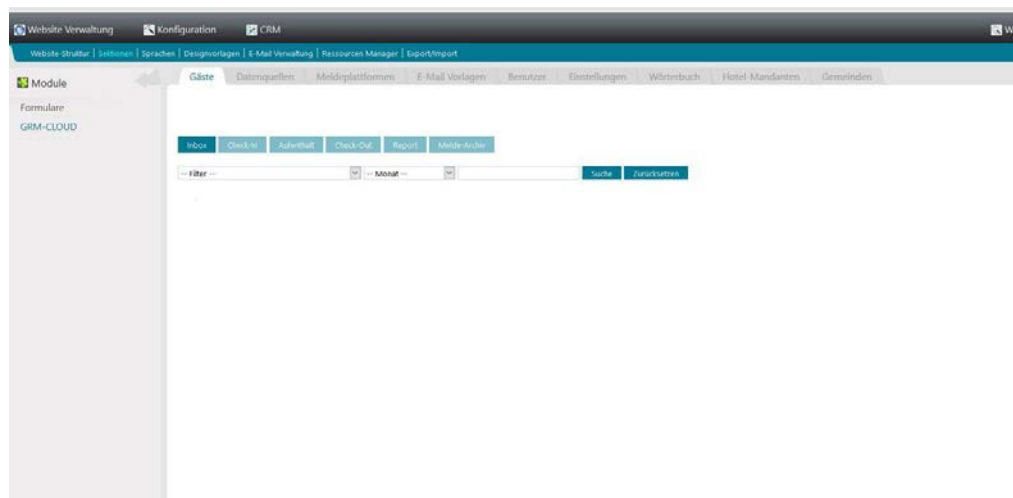 Website Verwaltung Konfiguration CRM W
Website-Struktur | Sektionen | Sprachen | Designvorlagen | E-Mail Verwaltung | Ressourcen Manager | Export/Import
Module
Gäste Datenquellen Meldeplattformen E-Mail Vorlagen Benutzer Einstellungen Wörterbuch Hotel-Mandanten Gemeinden
Formulare
GRM-CLOUD
Inbox Check-In Aufenthalt Check-Out Report Melde-Archiv
-- Filter -- -- Monat -- Suche Zurücksetzen